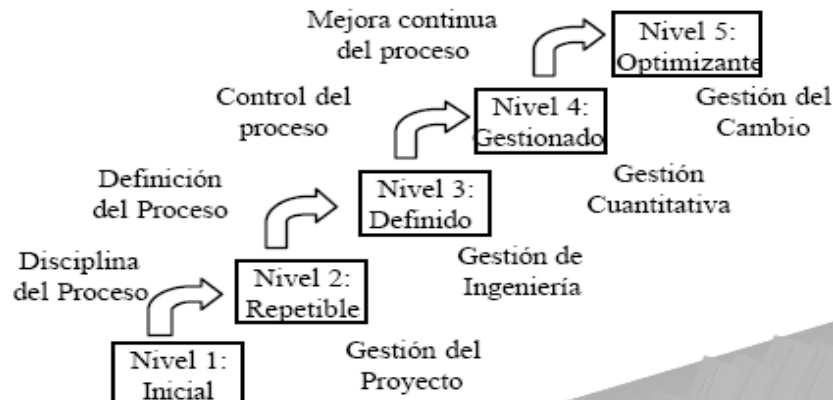 Mejora continua
del proceso
Nivel 5:
Optimizante
Control del
proceso
Nivel 4:
Gestionado
Gestión del
Cambio
Definición
del Proceso
Nivel 3:
Definido
Gestión
Cuantitativa
Disciplina
del Proceso
Nivel 2:
Repetible
Gestión de
Ingeniería
Nivel 1:
Inicial
Gestión del
Proyecto